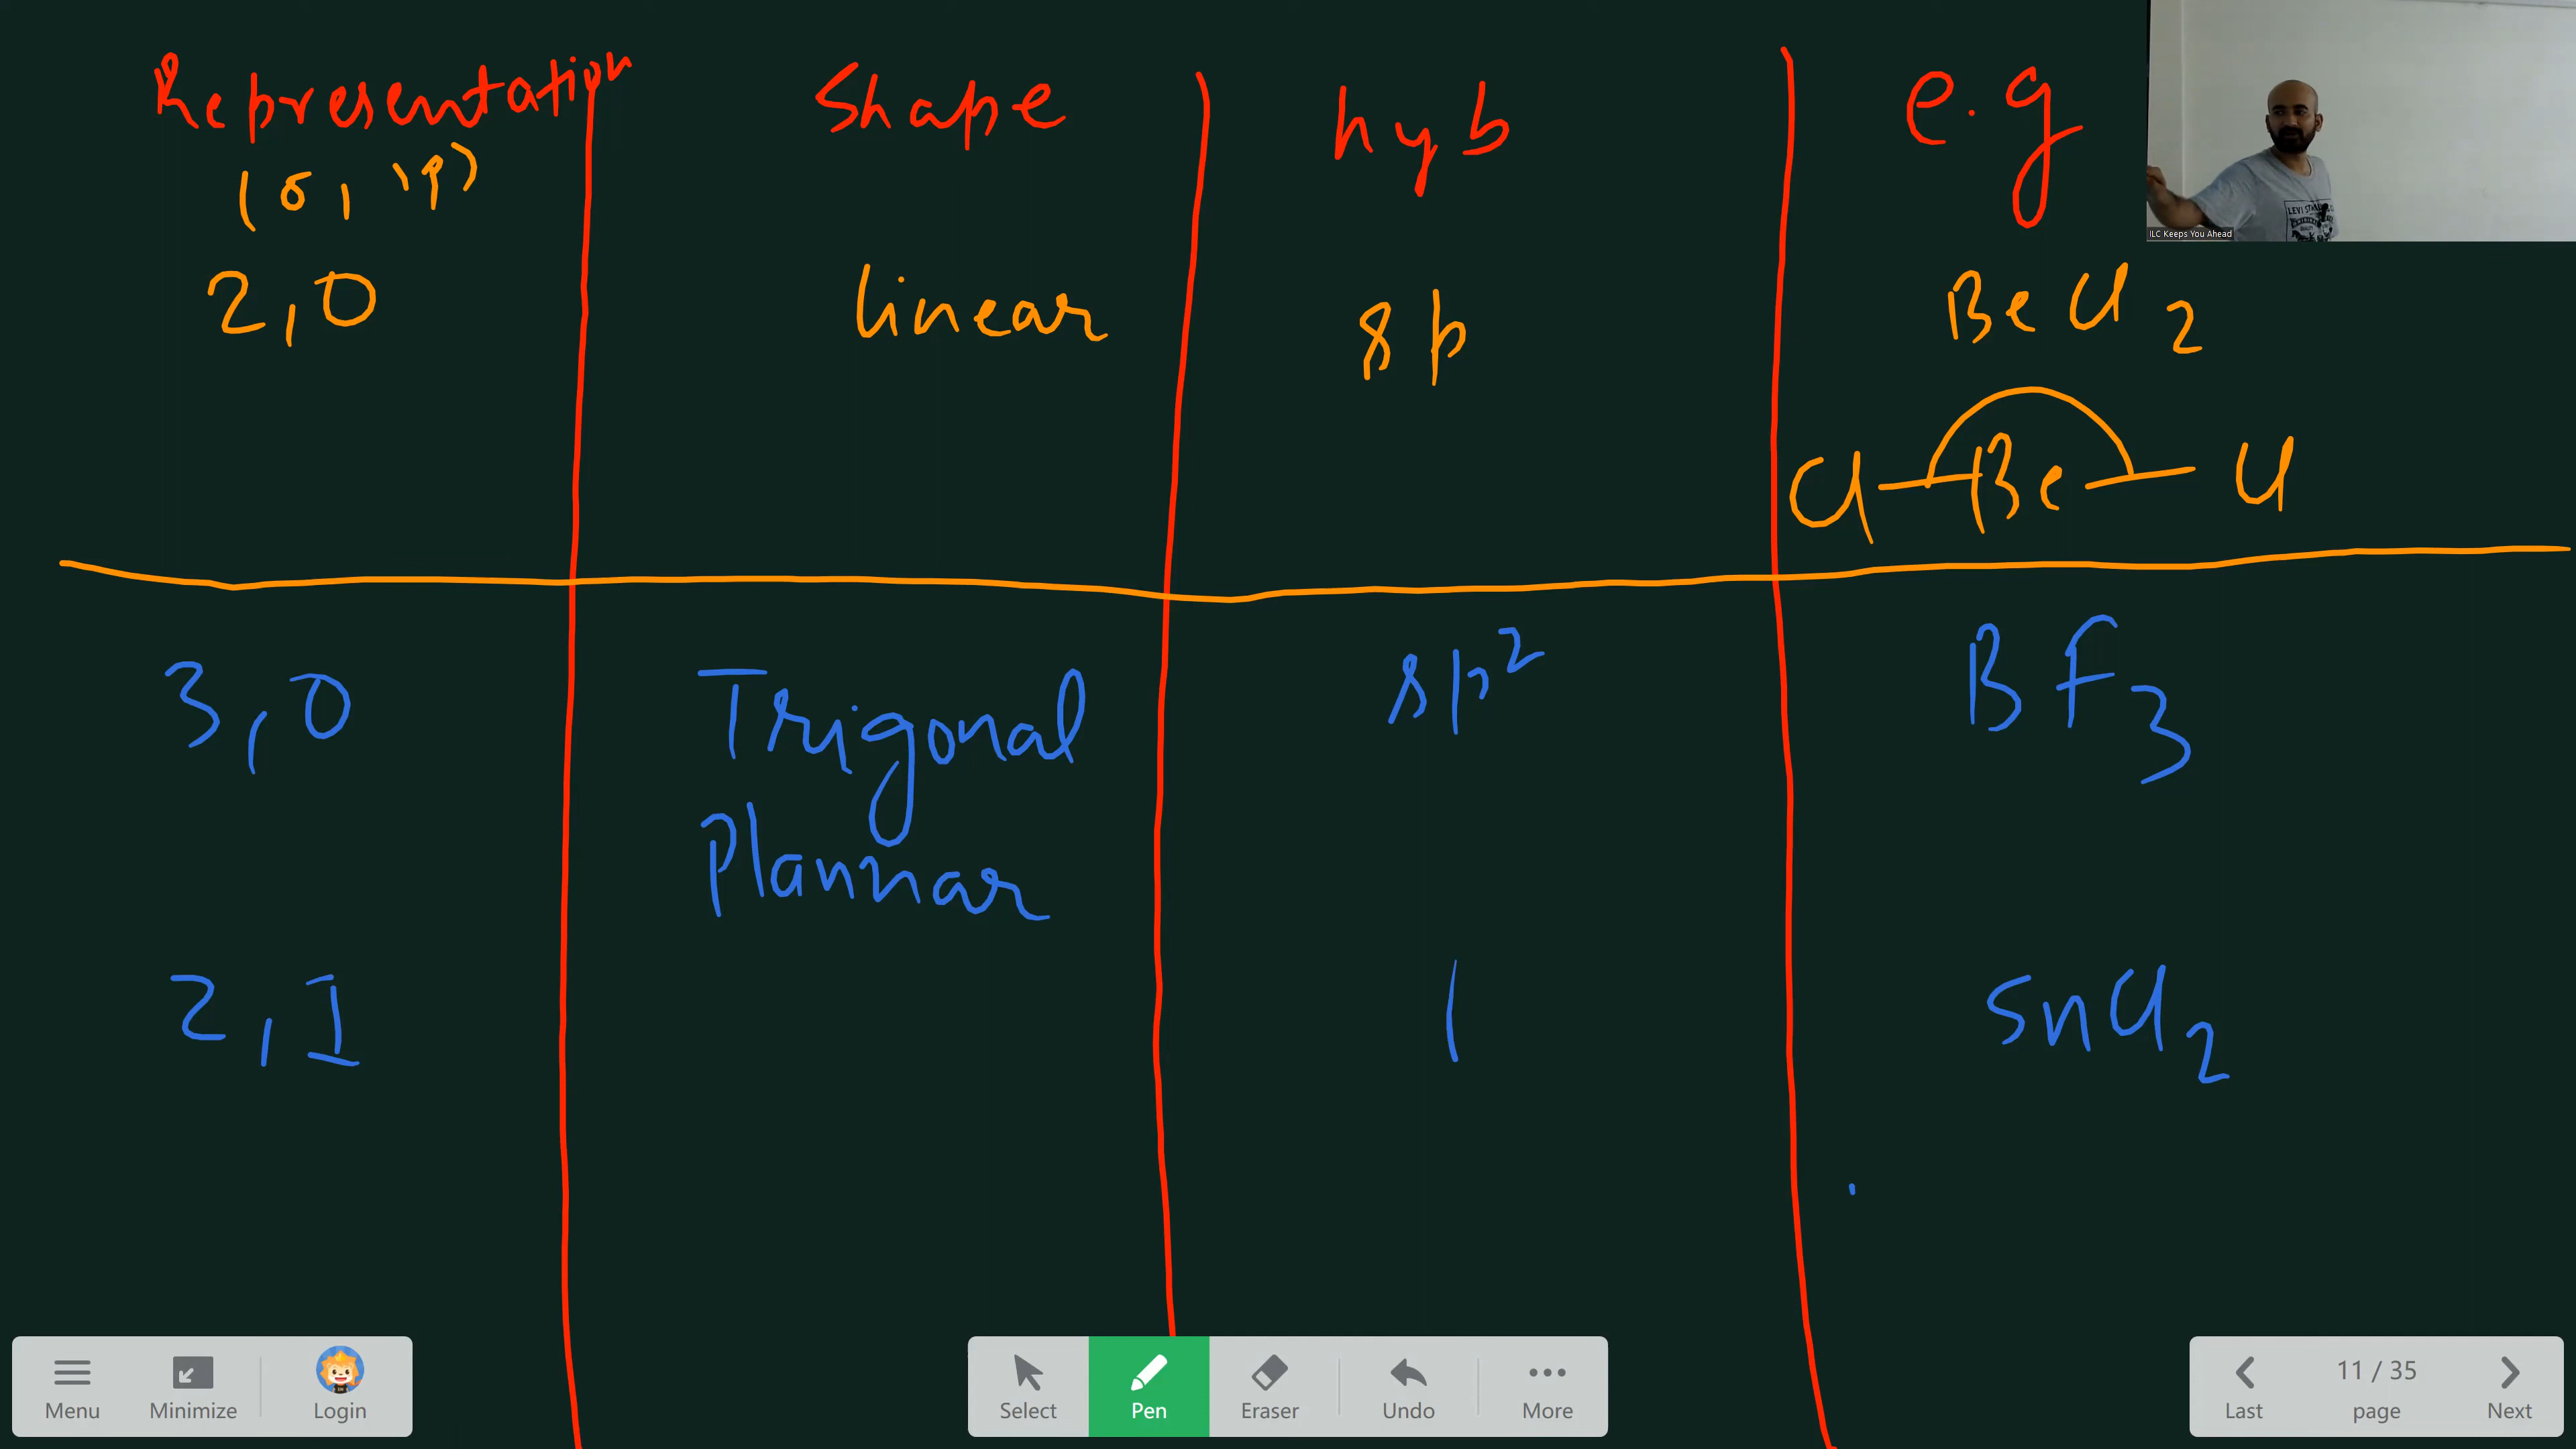 Representation Shape hyb e.g
(σ, lp)
2,0 linear sp BeCl2
Cl-Be-Cl
3,0 Trigonal sp2 BF3
Plannar
2,1 SnCl2
ILC Keeps You Ahead
Menu Minimize Login Select Pen Eraser Undo More Last 11 / 35 page Next